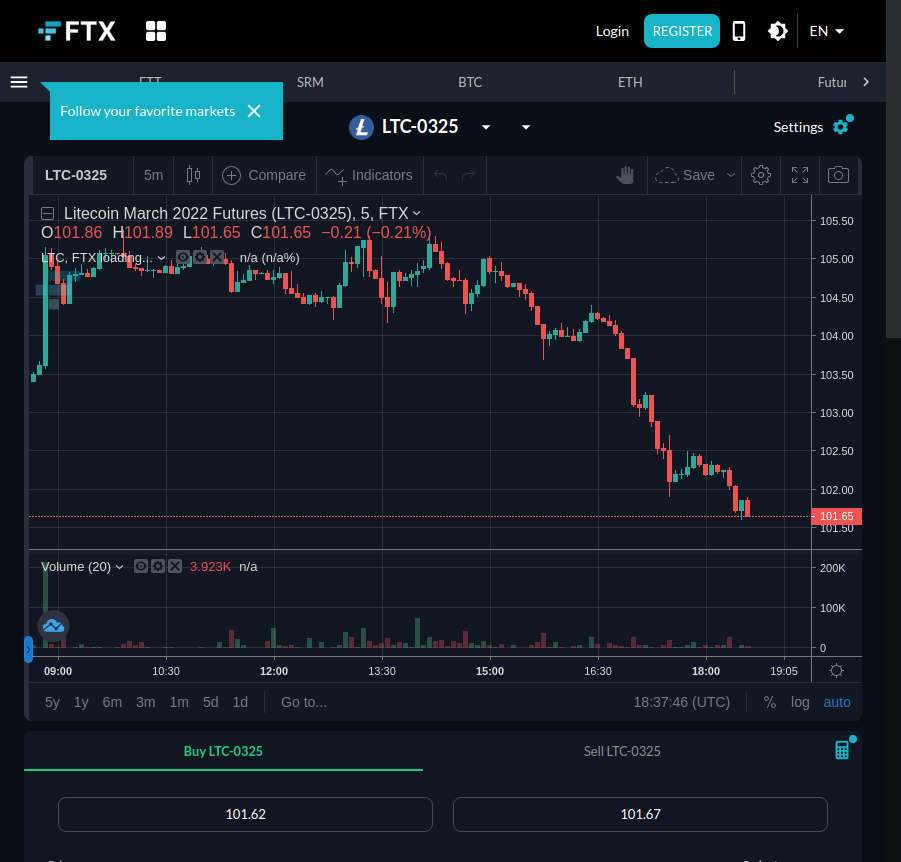 FTX
Login
REGISTER
EN
FTT
SRM
BTC
ETH
Futur
Follow your favorite markets
LTC-0325
Settings
LTC-0325
5m
Compare
Indicators
Save
Litecoin March 2022 Futures (LTC-0325), 5, FTX
O101.86 H101.89 L101.65 C101.65 −0.21 (−0.21%)
LTC, FTX loading... n/a (n/a%)
105.50
105.00
104.50
104.00
103.50
103.00
102.50
102.00
101.65
101.50
Volume (20) 3.923K n/a
200K
100K
0
09:00 10:30 12:00 13:30 15:00 16:30 18:00 19:05
5y 1y 6m 3m 1m 5d 1d Go to... 18:37:46 (UTC) % log auto
Buy LTC-0325
Sell LTC-0325
101.62
101.67